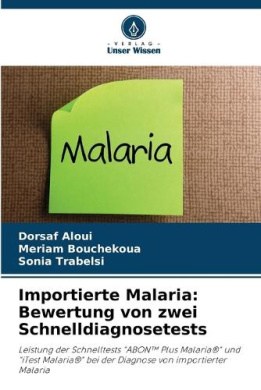 - VERLAG -
Unser Wissen
Malaria
Dorsaf Aloui
Meriam Bouchekoua
Sonia Trabelsi
Importierte Malaria:
Bewertung von zwei
Schnelldiagnosetests
Leistung der Schnelltests "ABON™ Plus Malaria®" und
"iTest Malaria®" bei der Diagnose von importierter
Malaria